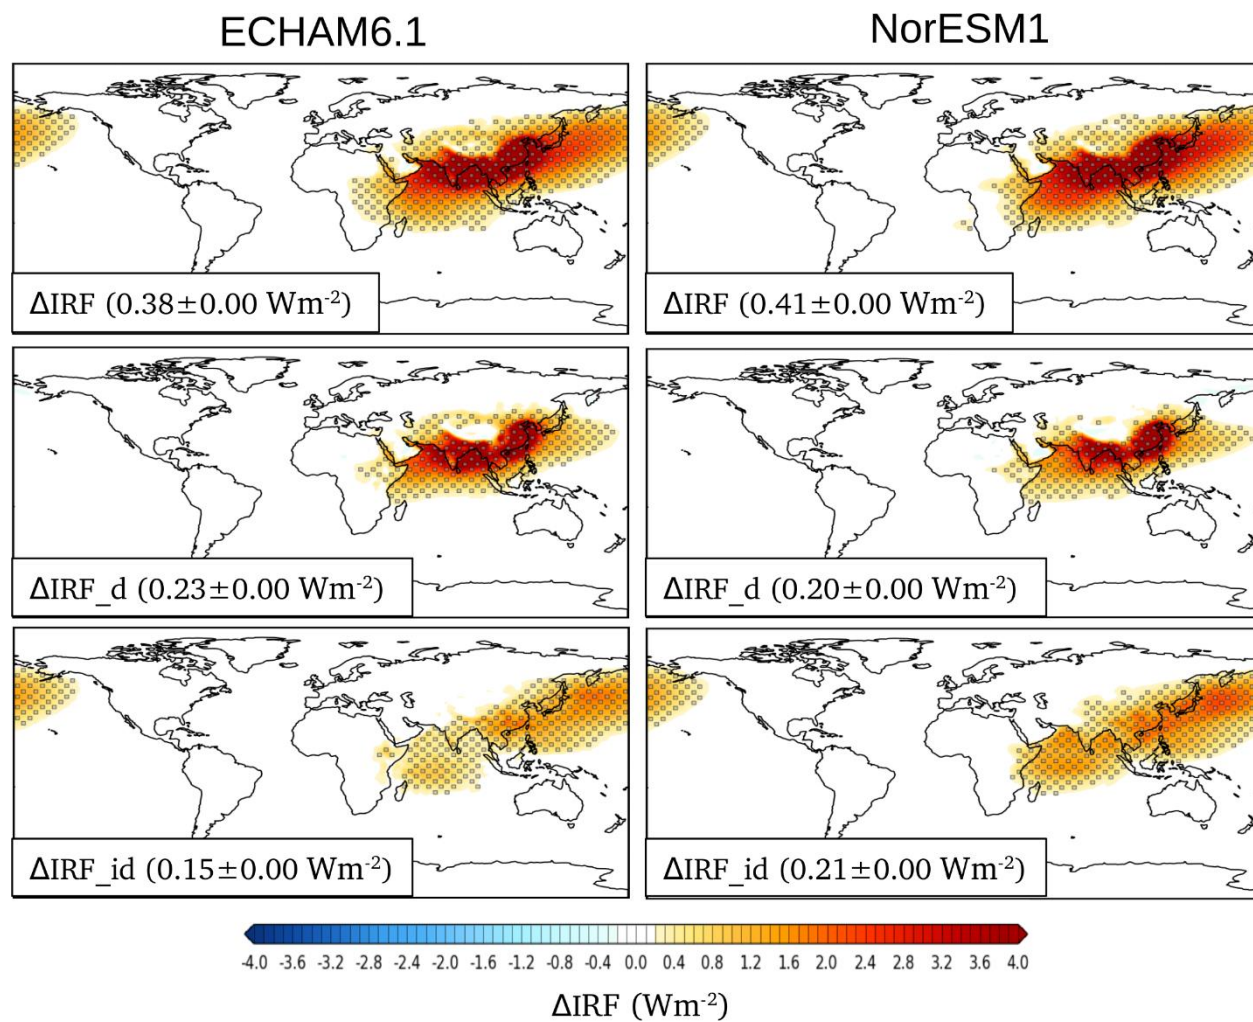 ECHAM6.1 NorESM1
ΔIRF (0.38±0.00 Wm⁻²) ΔIRF (0.41±0.00 Wm⁻²)
ΔIRF_d (0.23±0.00 Wm⁻²) ΔIRF_d (0.20±0.00 Wm⁻²)
ΔIRF_id (0.15±0.00 Wm⁻²) ΔIRF_id (0.21±0.00 Wm⁻²)
-4.0 -3.6 -3.2 -2.8 -2.4 -2.0 -1.6 -1.2 -0.8 -0.4 0.0 0.4 0.8 1.2 1.6 2.0 2.4 2.8 3.2 3.6 4.0
ΔIRF (Wm⁻²)